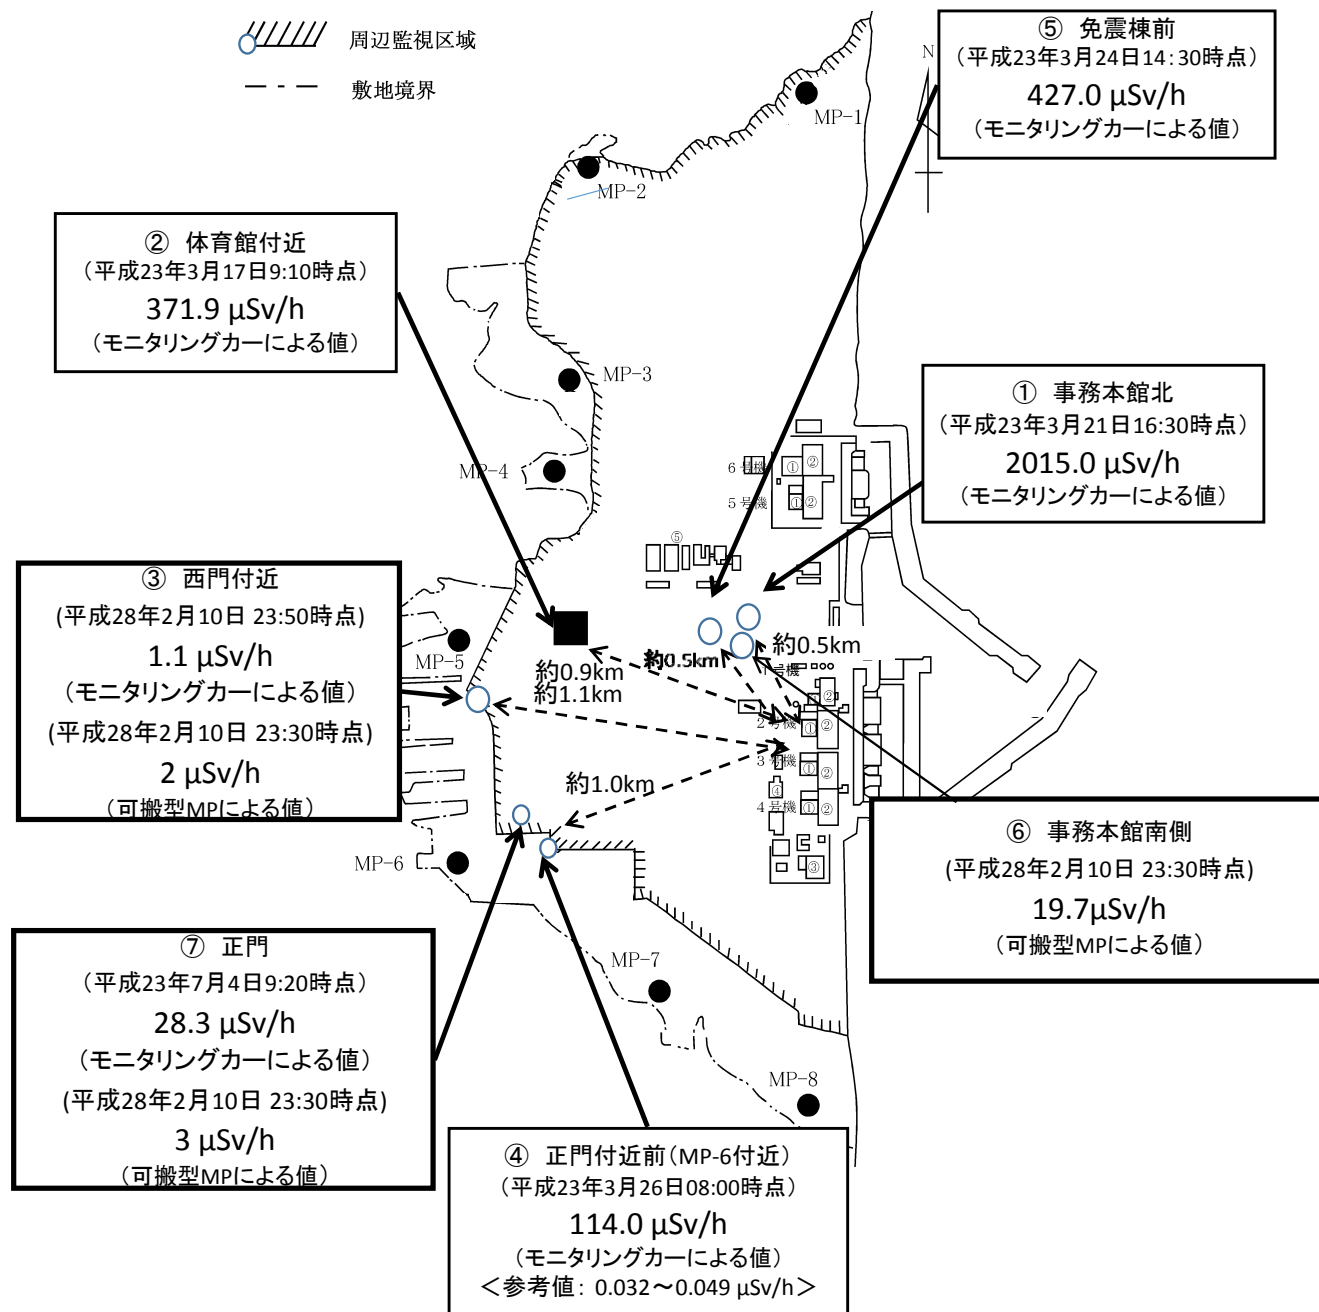 周辺監視区域
敷地境界
N
⑤ 免震棟前
（平成23年3月24日14:30時点）
427.0 μSv/h
（モニタリングカーによる値）
MP-1
MP-2
② 体育館付近
（平成23年3月17日9:10時点）
371.9 μSv/h
（モニタリングカーによる値）
MP-3
MP-4
① 事務本館北
（平成23年3月21日16:30時点）
2015.0 μSv/h
（モニタリングカーによる値）
6号機
①
②
5号機
①
②
⑤
③ 西門付近
(平成28年2月10日 23:50時点)
1.1 μSv/h
（モニタリングカーによる値）
(平成28年2月10日 23:30時点)
2 μSv/h
（可搬型MPによる値）
MP-5
約0.9km
約1.1km
約0.5km
約0.5km
1号機
②
2号機
①
②
3号機
①
②
④
4号機
①
②
③
約1.0km
MP-6
⑥ 事務本館南側
(平成28年2月10日 23:30時点)
19.7μSv/h
（可搬型MPによる値）
⑦ 正門
（平成23年7月4日9:20時点）
28.3 μSv/h
（モニタリングカーによる値）
(平成28年2月10日 23:30時点)
3 μSv/h
（可搬型MPによる値）
MP-7
MP-8
④ 正門付近前（MP-6付近）
（平成23年3月26日08:00時点）
114.0 μSv/h
（モニタリングカーによる値）
＜参考値： 0.032～0.049 μSv/h＞